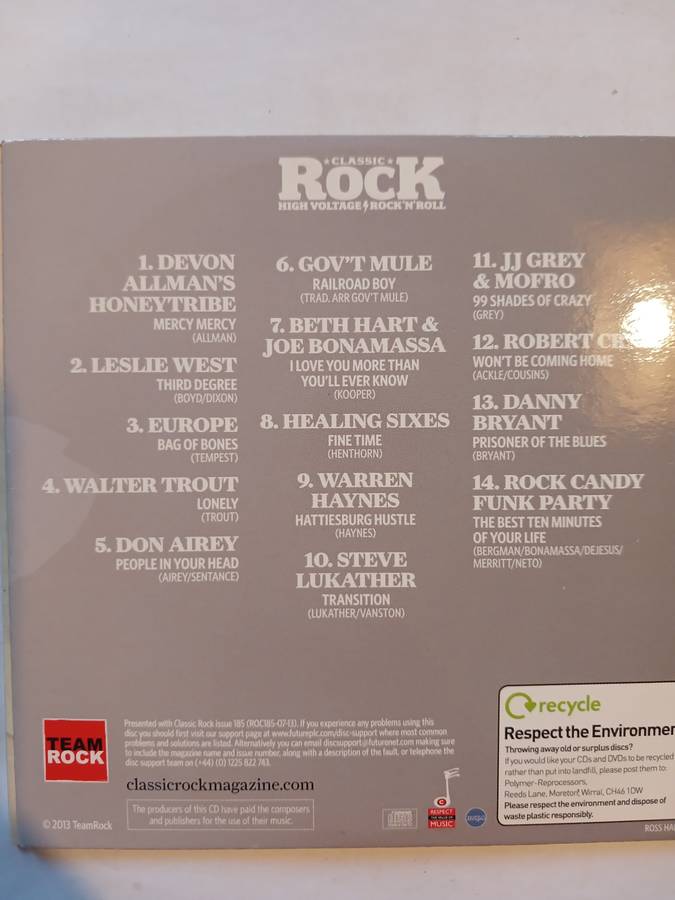 ★CLASSIC★
ROCK
HIGH VOLTAGE ROCK'N'ROLL
1. DEVON
ALLMAN'S
HONEYTRIBE
MERCY MERCY
(ALLMAN)
2. LESLIE WEST
THIRD DEGREE
(BOYD/DIXON)
3. EUROPE
BAG OF BONES
(TEMPEST)
4. WALTER TROUT
LONELY
(TROUT)
5. DON AIREY
PEOPLE IN YOUR HEAD
(AIREY/SENTANCE)
6. GOV'T MULE
RAILROAD BOY
(TRAD. ARR GOV'T MULE)
7. BETH HART &
JOE BONAMASSA
I LOVE YOU MORE THAN
YOU'LL EVER KNOW
(KOOPER)
8. HEALING SIXES
FINE TIME
(HENTHORN)
9. WARREN
HAYNES
HATTIESBURG HUSTLE
(HAYNES)
10. STEVE
LUKATHER
TRANSITION
(LUKATHER/VANSTON)
11. JJ GREY
& MOFRO
99 SHADES OF CRAZY
(GREY)
12. ROBERT
WON'T BE COMING HOME
(ACKLE/COUSINS)
13. DANNY
BRYANT
PRISONER OF THE BLUES
(BRYANT)
14. ROCK CANDY
FUNK PARTY
THE BEST TEN MINUTES
OF YOUR LIFE
(BERGMAN/BONAMASSA/DEJESUS/
MERRITT/NETO)
TEAM
ROCK
Presented with Classic Rock issue 185 (ROC185-07-13). If you experience any problems using this
disc you should first visit our support page at www.futureplc.com/disc-support where most common
problems and solutions are listed. Alternatively you can email discsupport@futurenet.com making sure
to include the magazine name and issue number, along with a description of the fault, or telephone the
disc support team on (+44) (0) 1225 822 743.
classicrockmagazine.com
The producers of this CD have paid the composers
and publishers for the use of their music.
© 2013 TeamRock
RESPECT
THE VALUE OF
MUSIC
mcps
recycle
Respect the Environmen
Throwing away old or surplus discs?
If you would like your CDs and DVDs to be recycled
rather than put into landfill, please post them to:
Polymer-Reprocessors,
Reeds Lane, Moretof, Wirral, CH46 1DW
Please respect the environment and dispose of
waste plastic responsibly.
ROSS HA